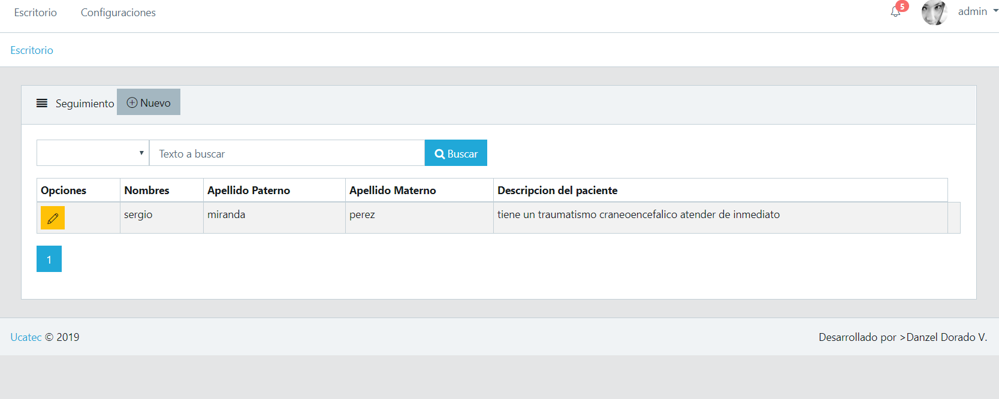 Escritorio Configuraciones 5 admin
Escritorio
Seguimiento Nuevo
Texto a buscar Buscar
Opciones Nombres Apellido Paterno Apellido Materno Descripcion del paciente
sergio miranda perez tiene un traumatismo craneoencefalico atender de inmediato
1
Ucatec © 2019 Desarrollado por >Danzel Dorado V.